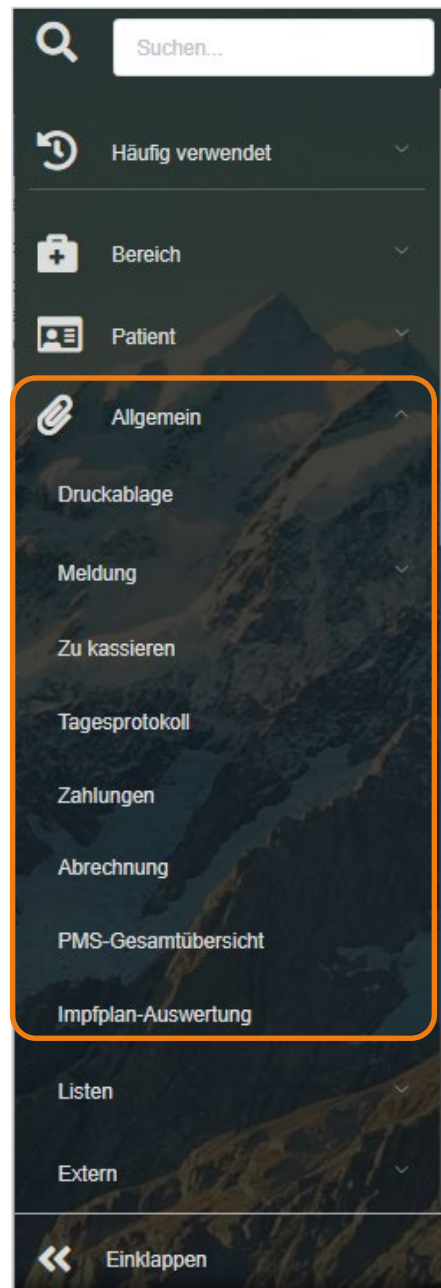 Suchen...
Häufig verwendet
Bereich
Patient
Allgemein
Druckablage
Meldung
Zu kassieren
Tagesprotokoll
Zahlungen
Abrechnung
PMS-Gesamtübersicht
Impfplan-Auswertung
Listen
Extern
Einklappen